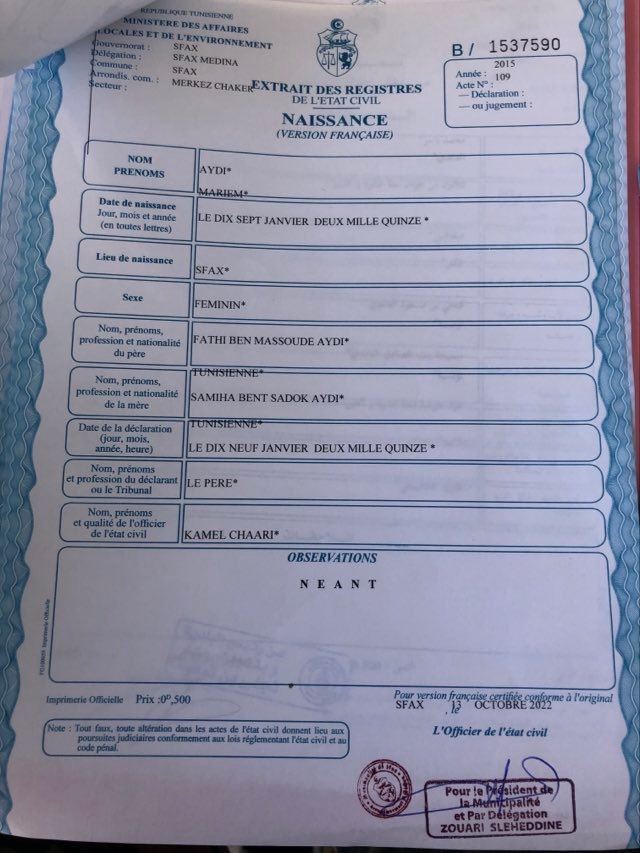 REPUBLIQUE TUNISIENNE
MINISTERE DES AFFAIRES
LOCALES ET DE L'ENVIRONNEMENT
Gouvernorat : SFAX
Délégation : SFAX MEDINA
Commune : SFAX
Arrondis. com. : MERKEZ CHAKER
Secteur :
EXTRAIT DES REGISTRES
DE L'ETAT CIVIL
NAISSANCE
(VERSION FRANÇAISE)
B / 1537590
Année : 2015
Acte N° : 109
— Déclaration :
— ou jugement :
NOM
PRENOMS
AYDI*
MARIEM*
Date de naissance
Jour, mois et année
(en toutes lettres)
LE DIX SEPT JANVIER DEUX MILLE QUINZE *
Lieu de naissance
SFAX*
Sexe
FEMININ*
Nom, prénoms,
profession et nationalité
du père
FATHI BEN MASSOUDE AYDI*
TUNISIENNE*
Nom, prénoms,
profession et nationalité
de la mère
SAMIHA BENT SADOK AYDI*
TUNISIENNE*
Date de la déclaration
(jour, mois,
année, heure)
LE DIX NEUF JANVIER DEUX MILLE QUINZE *
Nom, prénoms
et profession du déclarant
ou le Tribunal
LE PERE*
Nom, prénoms
et qualité de l'officier
de l'état civil
KAMEL CHAARI*
OBSERVATIONS
N E A N T
Imprimerie Officielle
Imprimerie Officielle Prix :0ᴰ,500
Pour version française certifiée conforme à l'original
SFAX , le 13 OCTOBRE 2022
L'Officier de l'état civil
Note : Tout faux, toute altération dans les actes de l'état civil donnent lieu aux
poursuites judiciaires conformement aux lois réglementant l'état civil et au
code pénal.
Pour le Président de
la Municipalité
et Par Délégation
ZOUARI SLEHEDDINE